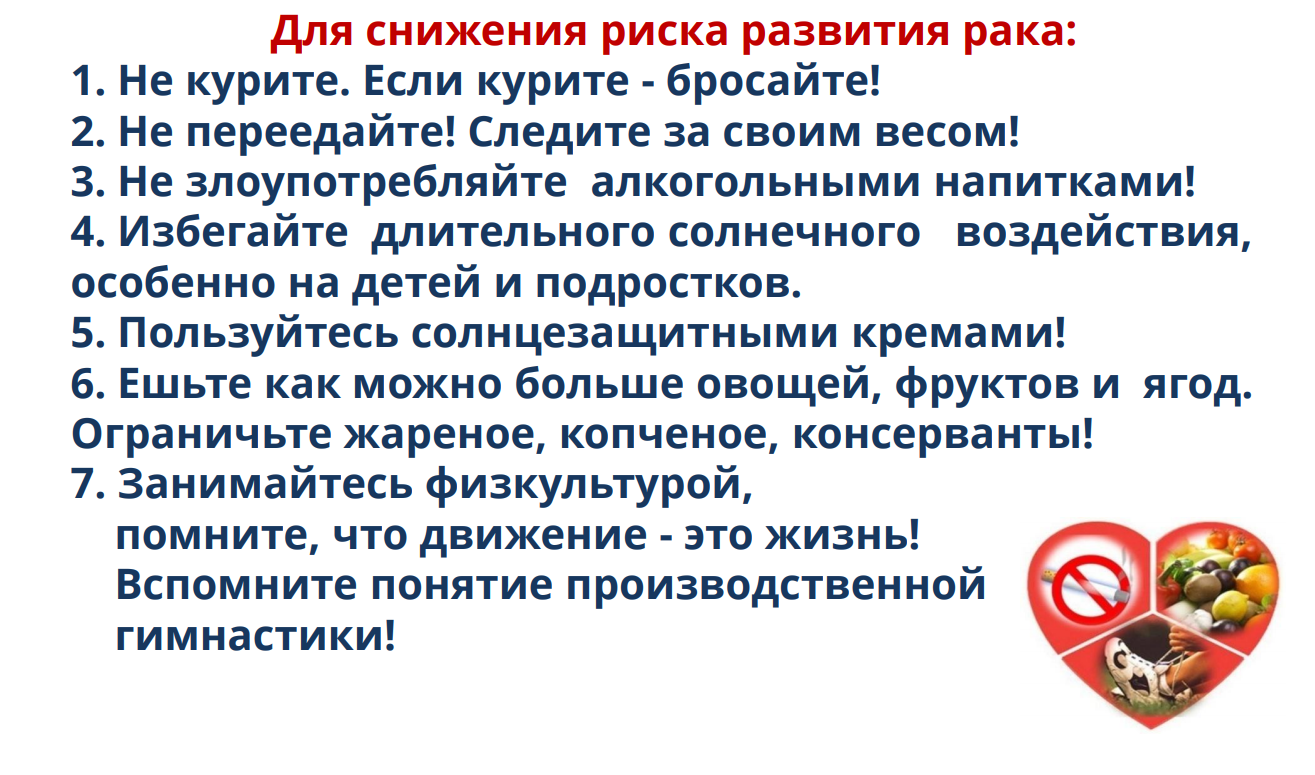 Для снижения риска развития рака:
1. Не курите. Если курите - бросайте!
2. Не переедайте! Следите за своим весом!
3. Не злоупотребляйте  алкогольными напитками!
4. Избегайте  длительного солнечного   воздействия,
особенно на детей и подростков.
5. Пользуйтесь солнцезащитными кремами!
6. Ешьте как можно больше овощей, фруктов и  ягод.
Ограничьте жареное, копченое, консерванты!
7. Занимайтесь физкультурой,
помните, что движение - это жизнь!
Вспомните понятие производственной
гимнастики!